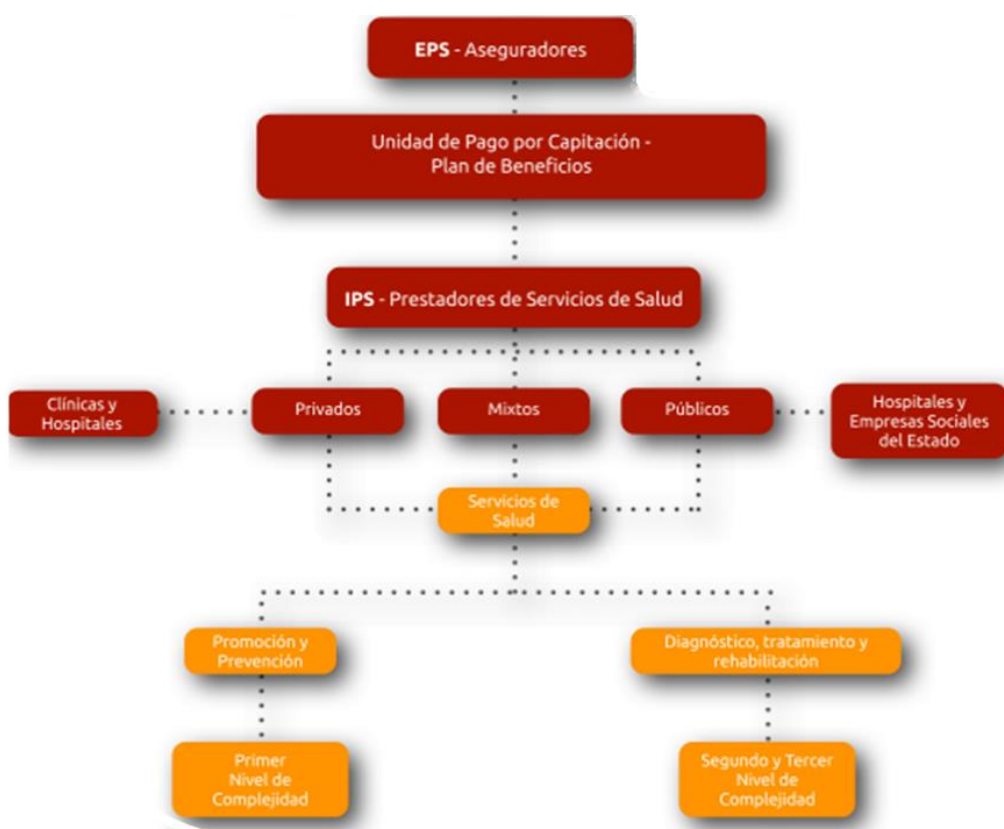 EPS - Aseguradores
Unidad de Pago por Capitación -
Plan de Beneficios
IPS - Prestadores de Servicios de Salud
Clínicas y
Hospitales
Privados
Mixtos
Públicos
Hospitales y
Empresas Sociales
del Estado
Servicios de
Salud
Promoción y
Prevención
Diagnóstico, tratamiento y
rehabilitación
Primer
Nivel de
Complejidad
Segundo y Tercer
Nivel de
Complejidad